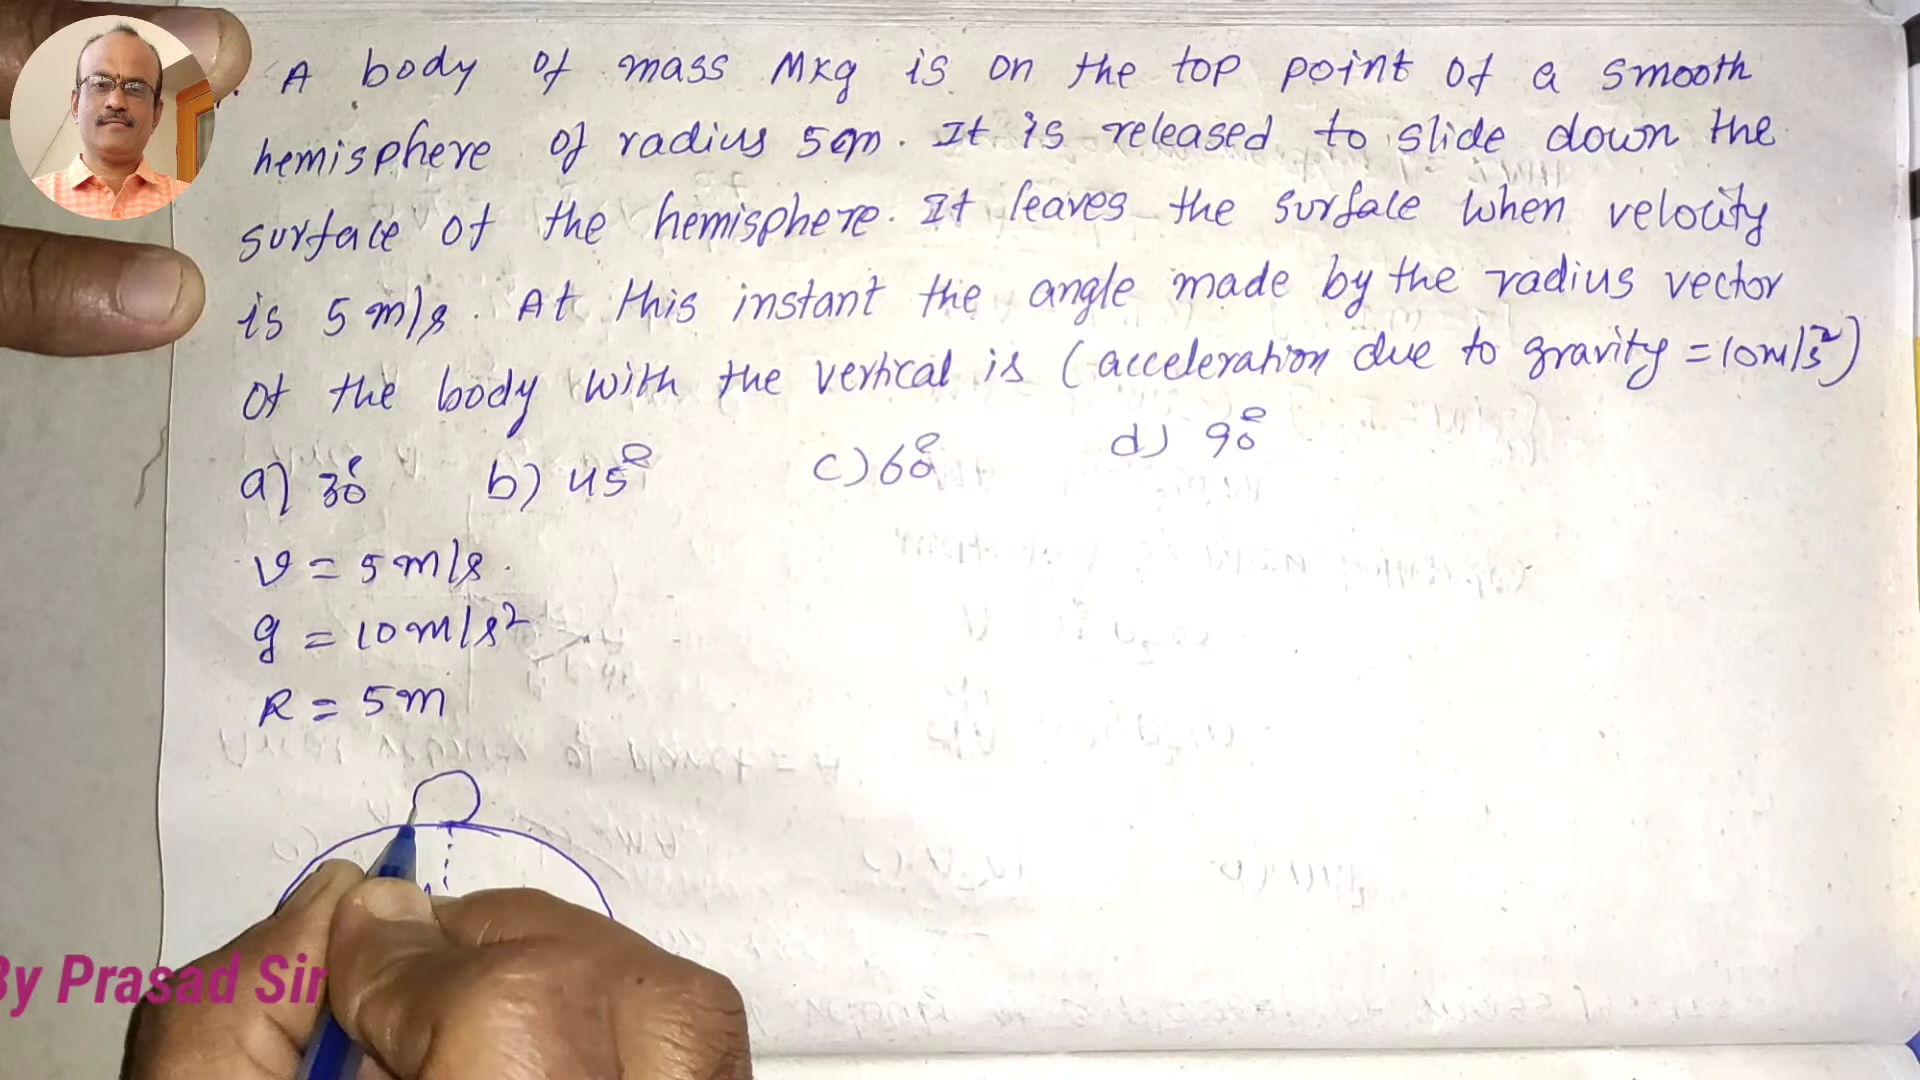 A body of mass Mkg is on the top point of a smooth
hemisphere of radius 5m. It is released to slide down the
surface of the hemisphere. It leaves the surface when velocity
is 5 m/s. At this instant the angle made by the radius vector
of the body with the vertical is (acceleration due to gravity = 10m/s²)
a) 30° b) 45° c) 60° d) 90°
v = 5m/s.
g = 10m/s²
R = 5m
By Prasad Sir